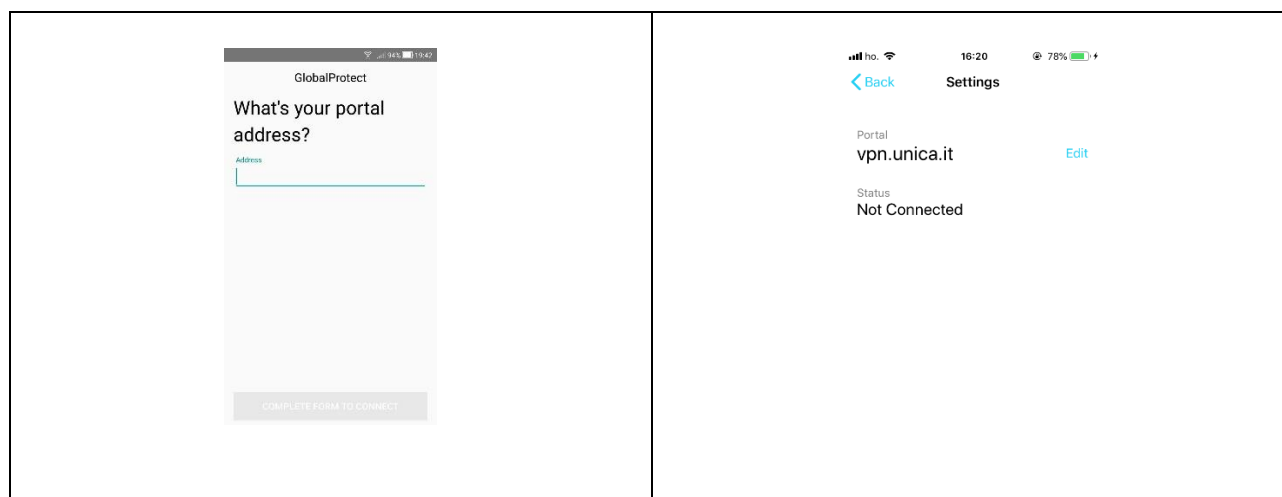 94% 19:42
GlobalProtect
What's your portal
address?
Address
COMPLETE FORM TO CONNECT
ho. 16:20 78%
Back Settings
Portal
vpn.unica.it Edit
Status
Not Connected